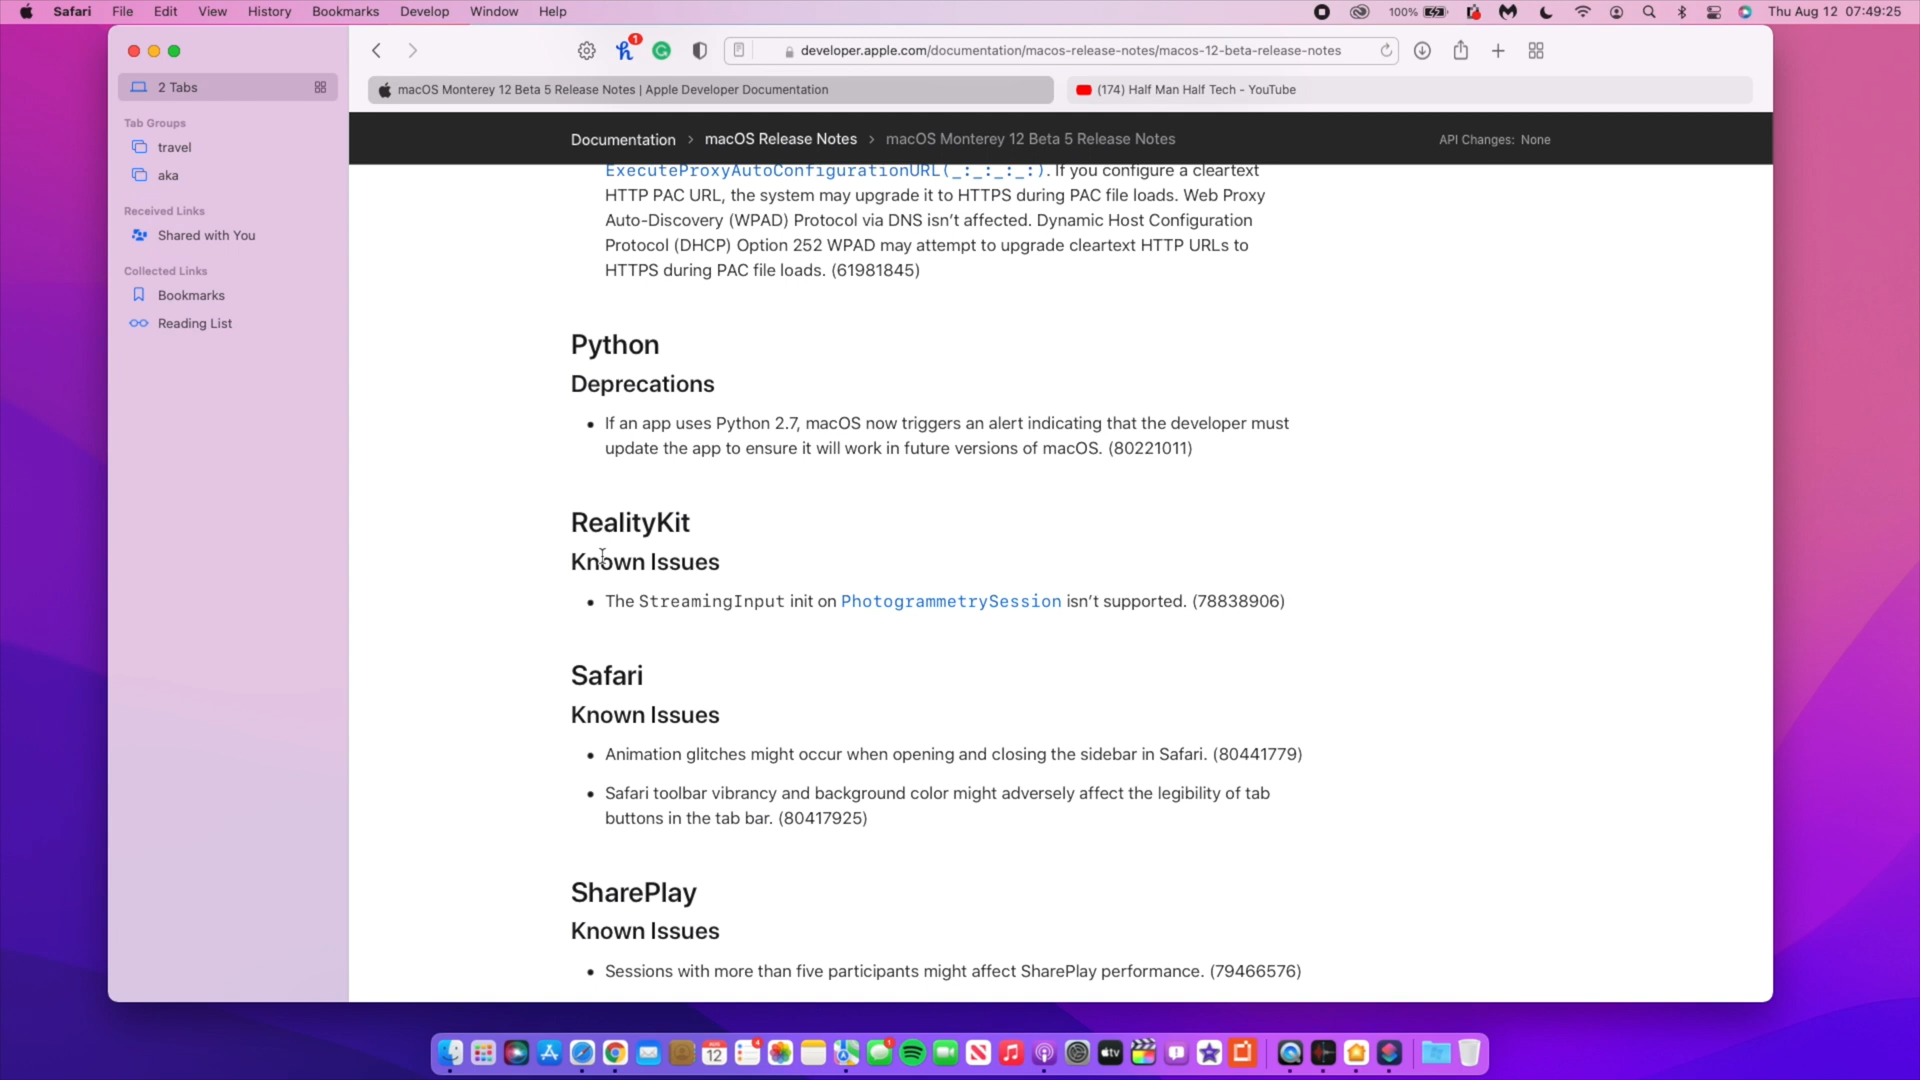 Safari File Edit View History Bookmarks Develop Window Help 100% Thu Aug 12 07:49:25
1 developer.apple.com/documentation/macos-release-notes/macos-12-beta-release-notes
2 Tabs
macOS Monterey 12 Beta 5 Release Notes | Apple Developer Documentation
(174) Half Man Half Tech - YouTube
Tab Groups
travel
aka
Received Links
Shared with You
Collected Links
Bookmarks
Reading List
Documentation > macOS Release Notes > macOS Monterey 12 Beta 5 Release Notes
API Changes: None
ExecuteProxyAutoConfigurationURL(_:_:_:_:). If you configure a cleartext
HTTP PAC URL, the system may upgrade it to HTTPS during PAC file loads. Web Proxy
Auto-Discovery (WPAD) Protocol via DNS isn’t affected. Dynamic Host Configuration
Protocol (DHCP) Option 252 WPAD may attempt to upgrade cleartext HTTP URLs to
HTTPS during PAC file loads. (61981845)
Python
Deprecations
• If an app uses Python 2.7, macOS now triggers an alert indicating that the developer must
update the app to ensure it will work in future versions of macOS. (80221011)
RealityKit
Known Issues
• The StreamingInput init on PhotogrammetrySession isn’t supported. (78838906)
Safari
Known Issues
• Animation glitches might occur when opening and closing the sidebar in Safari. (80441779)
• Safari toolbar vibrancy and background color might adversely affect the legibility of tab
buttons in the tab bar. (80417925)
SharePlay
Known Issues
• Sessions with more than five participants might affect SharePlay performance. (79466576)
12 4 1 tv